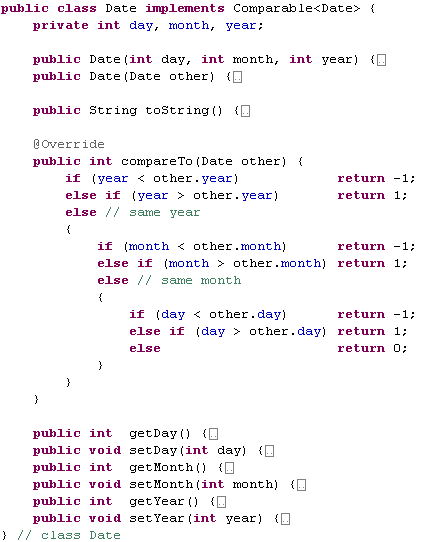 public class Date implements Comparable<Date> {
    private int day, month, year;

    public Date(int day, int month, int year) {..
    public Date(Date other) {..

    public String toString() {..

    @Override
    public int compareTo(Date other) {
        if (year < other.year)            return -1;
        else if (year > other.year)       return 1;
        else // same year
        {
            if (month < other.month)      return -1;
            else if (month > other.month) return 1;
            else // same month
            {
                if (day < other.day)      return -1;
                else if (day > other.day) return 1;
                else                      return 0;
            }
        }
    }

    public int  getDay() {..
    public void setDay(int day) {..
    public int  getMonth() {..
    public void setMonth(int month) {..
    public int  getYear() {..
    public void setYear(int year) {..
} // class Date